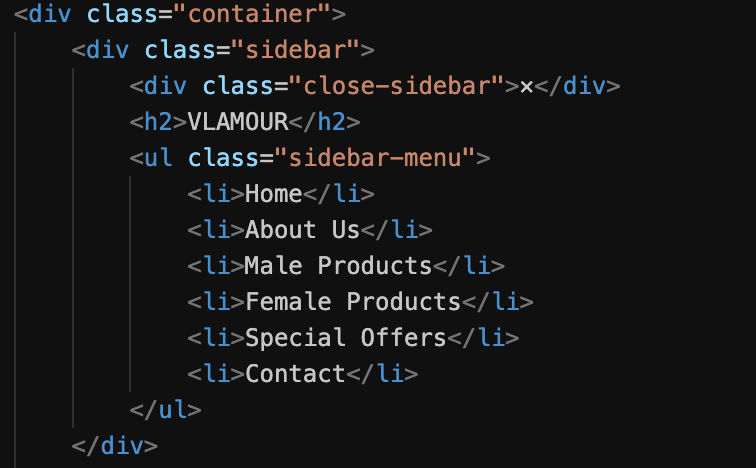 <div class="container">
<div class="sidebar">
<div class="close-sidebar">×</div>
<h2>VLAMOUR</h2>
<ul class="sidebar-menu">
<li>Home</li>
<li>About Us</li>
<li>Male Products</li>
<li>Female Products</li>
<li>Special Offers</li>
<li>Contact</li>
</ul>
</div>